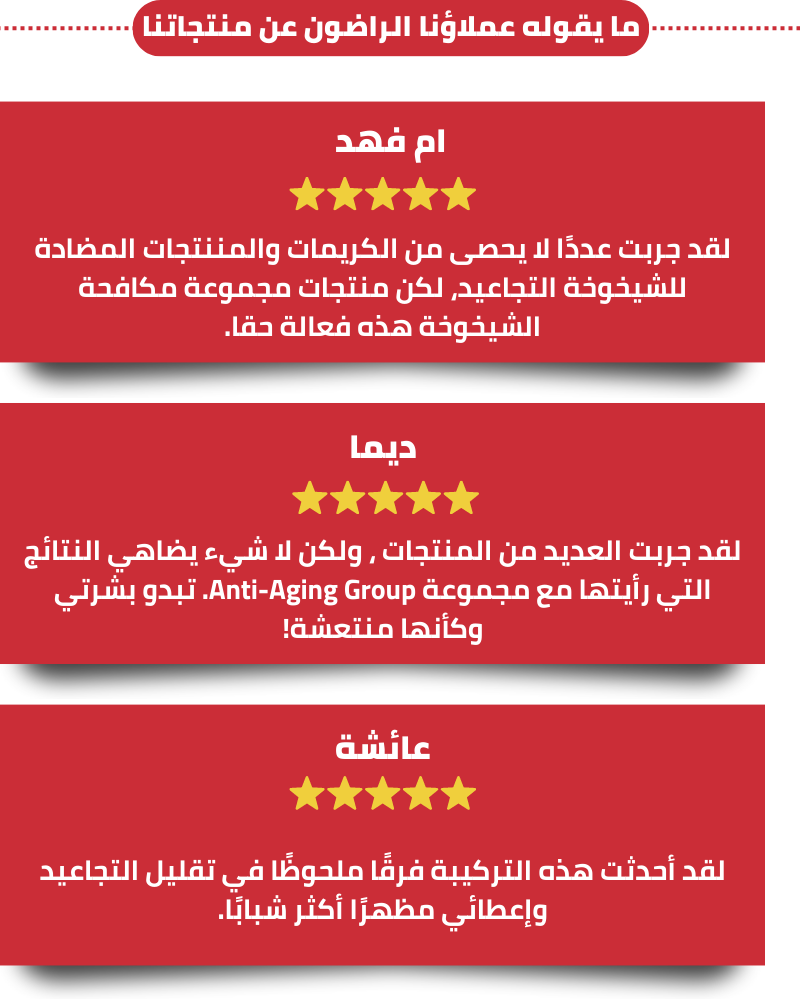 ما يقوله عملاؤنا الراضون عن منتجاتنا
ام فهد
لقد جربت عددًا لا يحصى من الكريمات والمننتجات المضادة
للشيخوخة التجاعيد, لكن منتجات مجموعة مكافحة
الشيخوخة هذه فعالة حقا.
ديما
لقد جربت العديد من المنتجات , ولكن لا شيء يضاهي النتائج
التي رأيتها مع مجموعة Anti-Aging Group. تبدو بشرتي
وكأنها منتعشة!
عائشة
لقد أحدثت هذه التركيبة فرقًا ملحوظًا في تقليل التجاعيد
وإعطائي مظهرًا أكثر شبابًا.